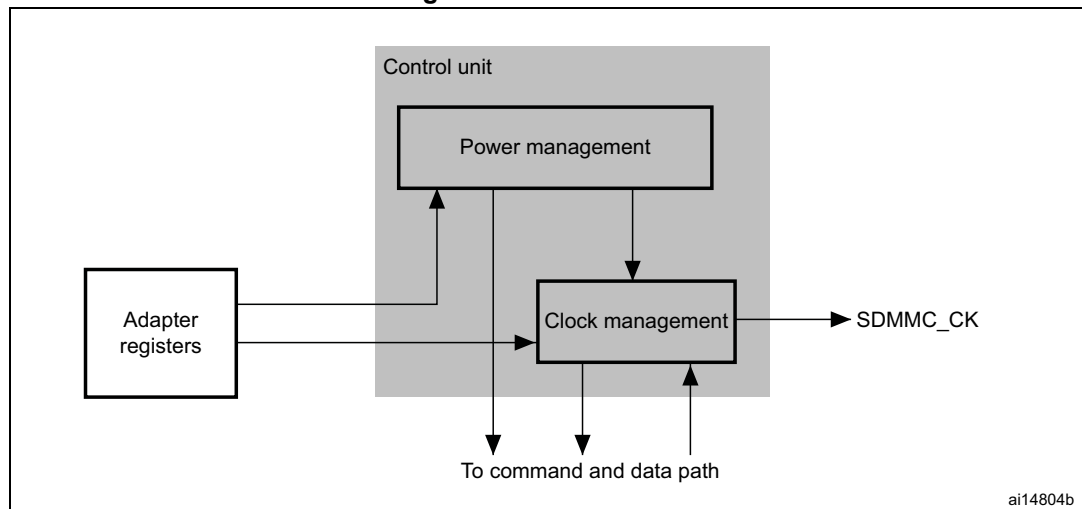 Control unit
Power management
Adapter
registers
Clock management
SDMMC_CK
To command and data path
ai14804b